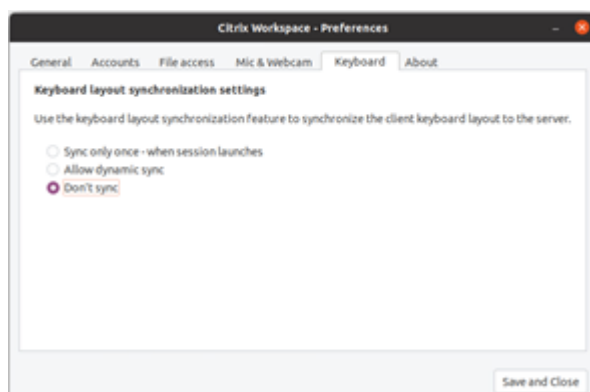 Citrix Workspace - Preferences
General Accounts File access Mic & Webcam Keyboard About
Keyboard layout synchronization settings
Use the keyboard layout synchronization feature to synchronize the client keyboard layout to the server.
Sync only once - when session launches
Allow dynamic sync
Don't sync
Save and Close